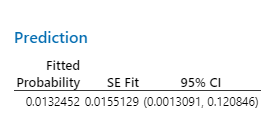 Prediction
Fitted
Probability SE Fit 95% CI
0.0132452 0.0155129 (0.0013091, 0.120846)